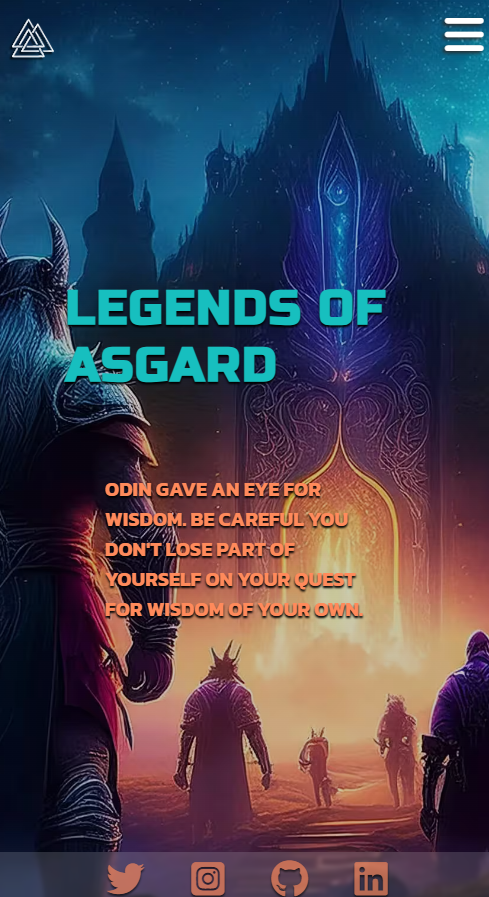 LEGENDS OF
ASGARD
ODIN GAVE AN EYE FOR
WISDOM. BE CAREFUL YOU
DON'T LOSE PART OF
YOURSELF ON YOUR QUEST
FOR WISDOM OF YOUR OWN.